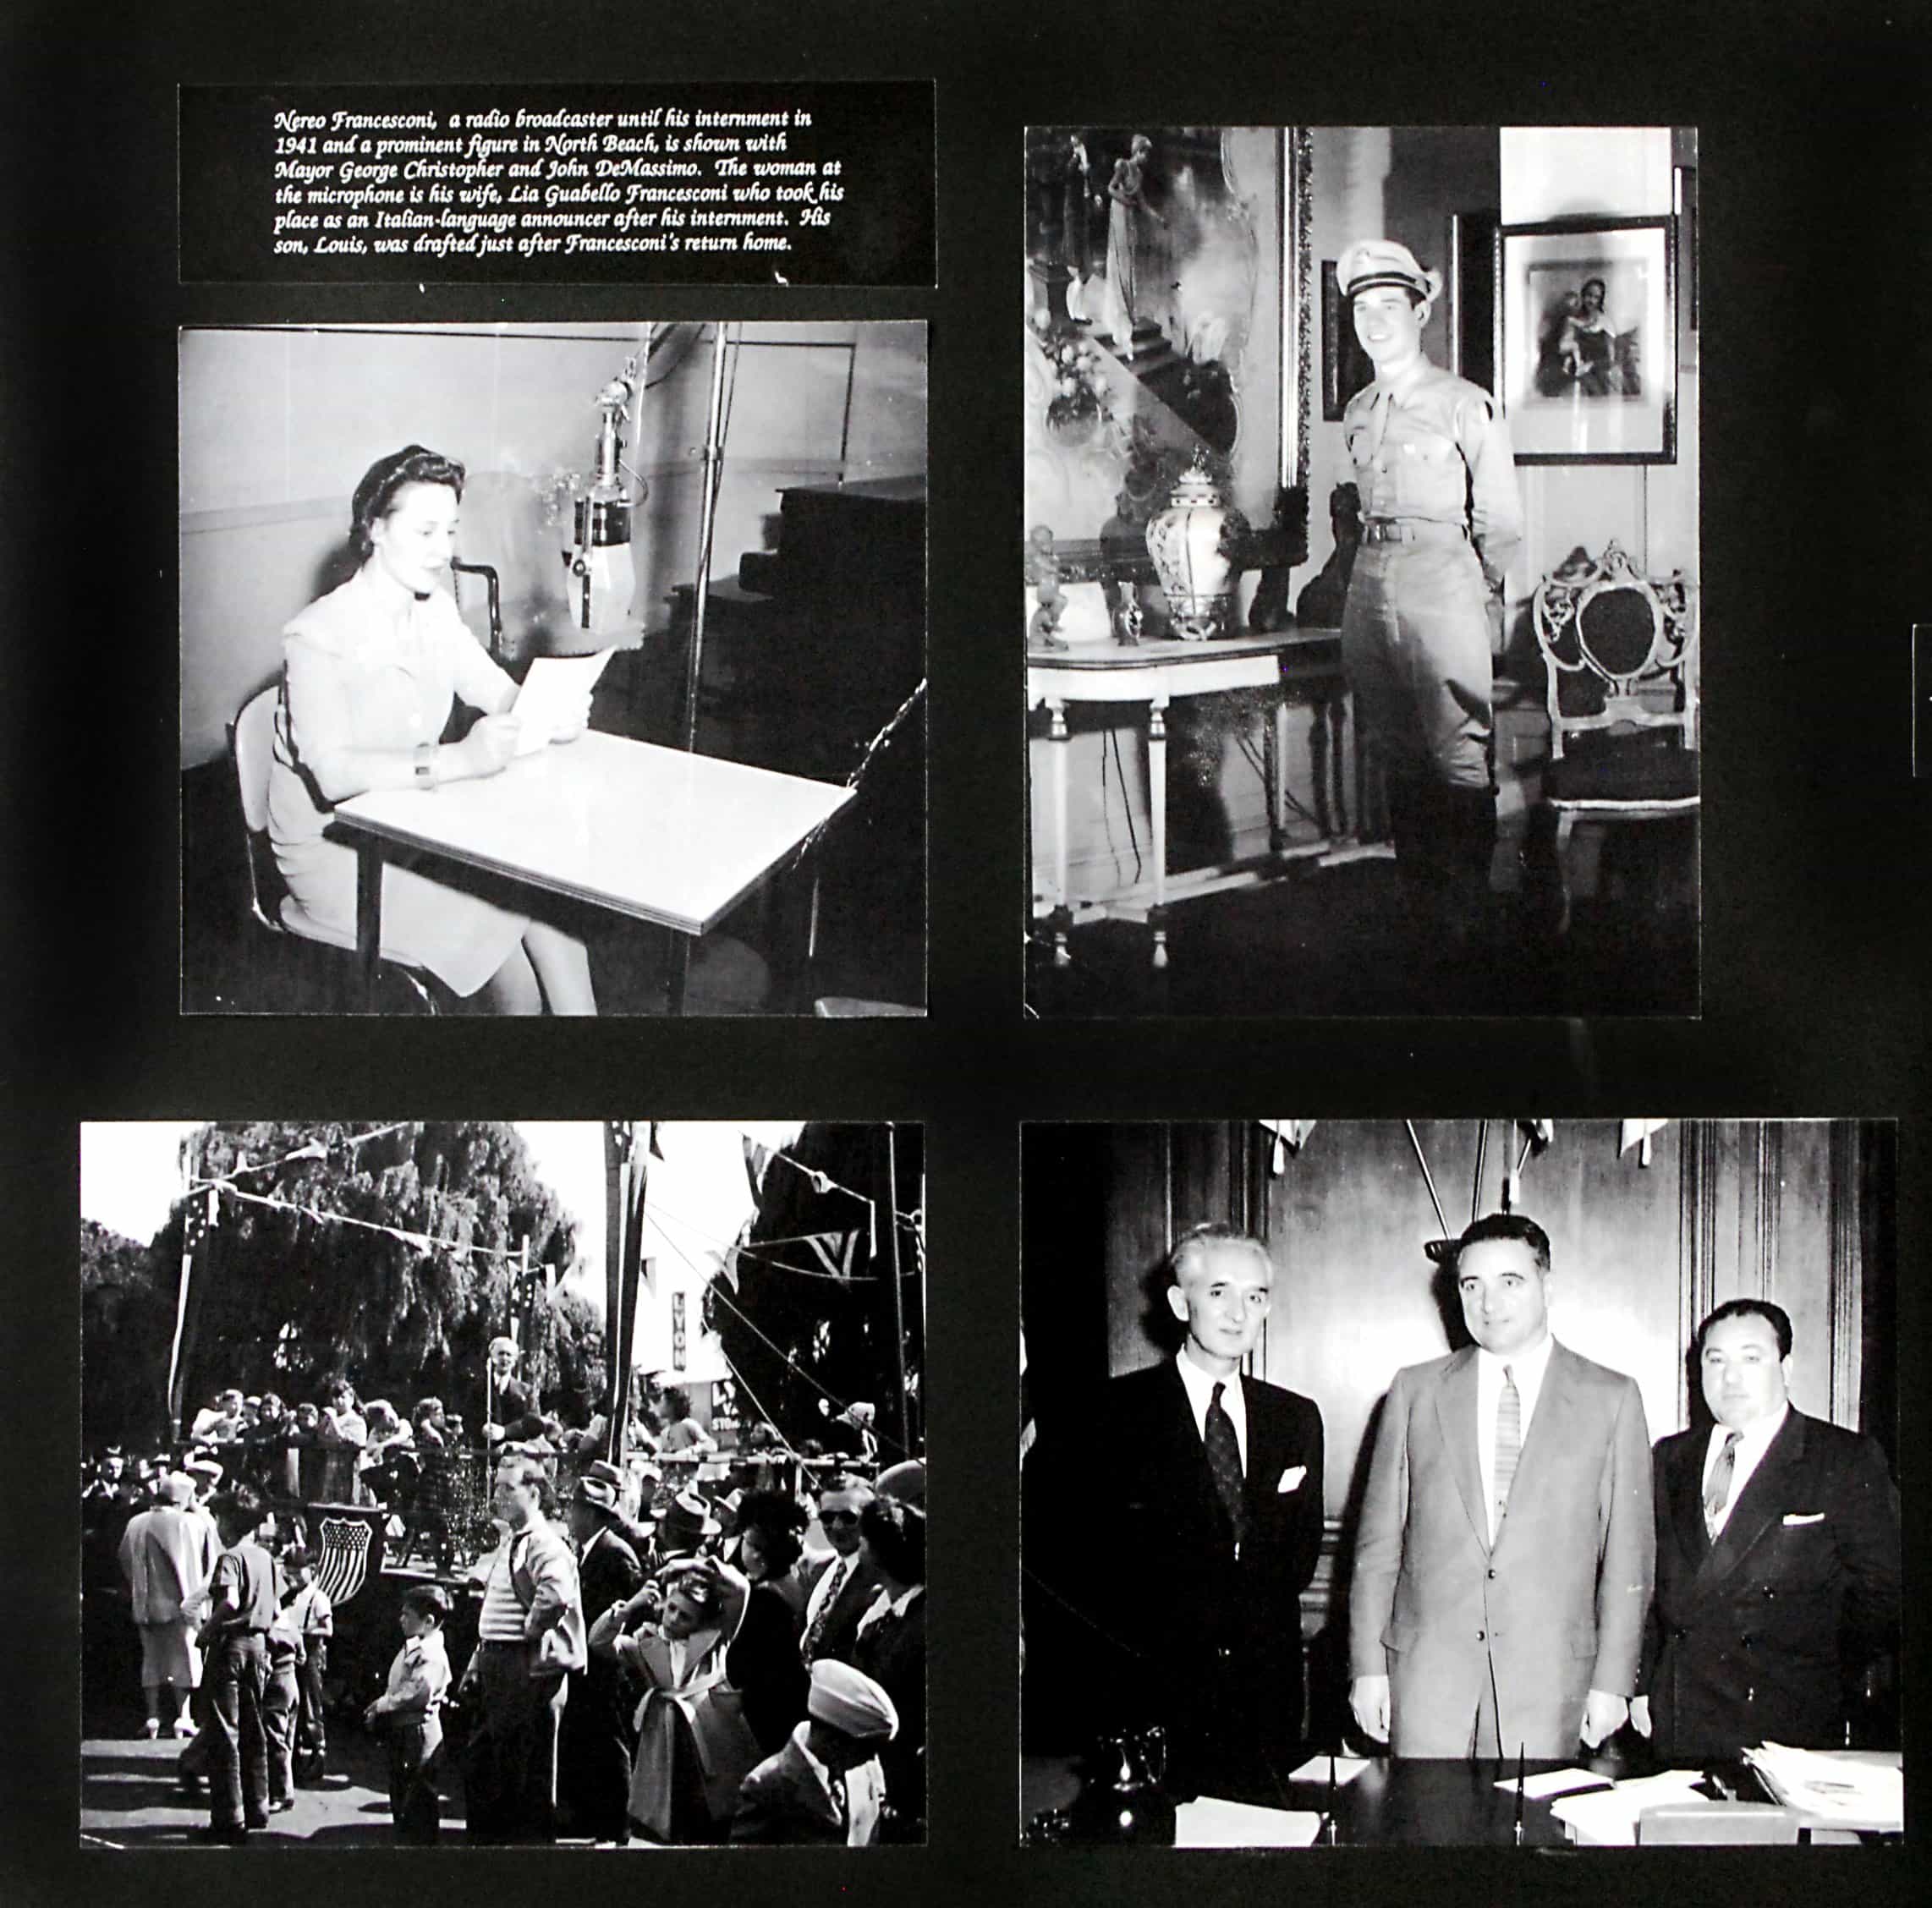 Nereo Francesconi, a radio broadcaster until his internment in
1941 and a prominent figure in North Beach, is shown with
Mayor George Christopher and John DeMassimo. The woman at
the microphone is his wife, Lia Guabello Francesconi who took his
place as an Italian-language announcer after his internment. His
son, Louis, was drafted just after Francesconi's return home.